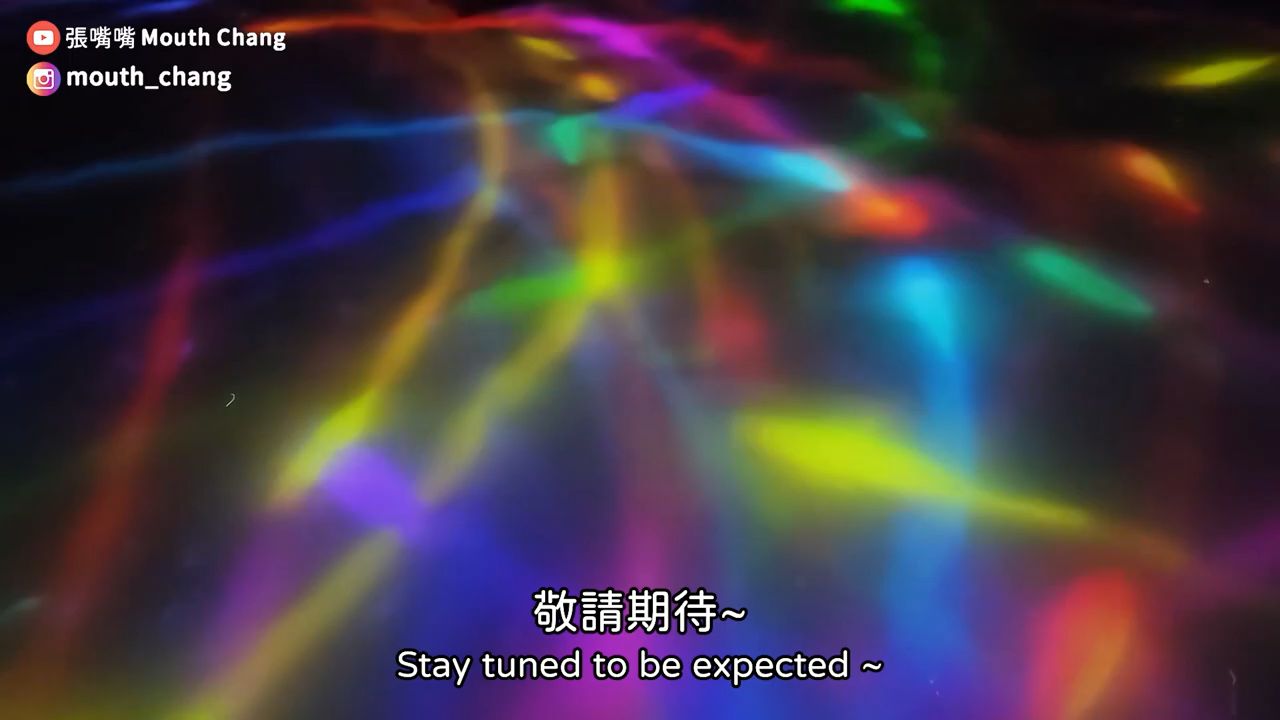 張嘴嘴 Mouth Chang
mouth_chang
敬請期待~
Stay tuned to be expected ~